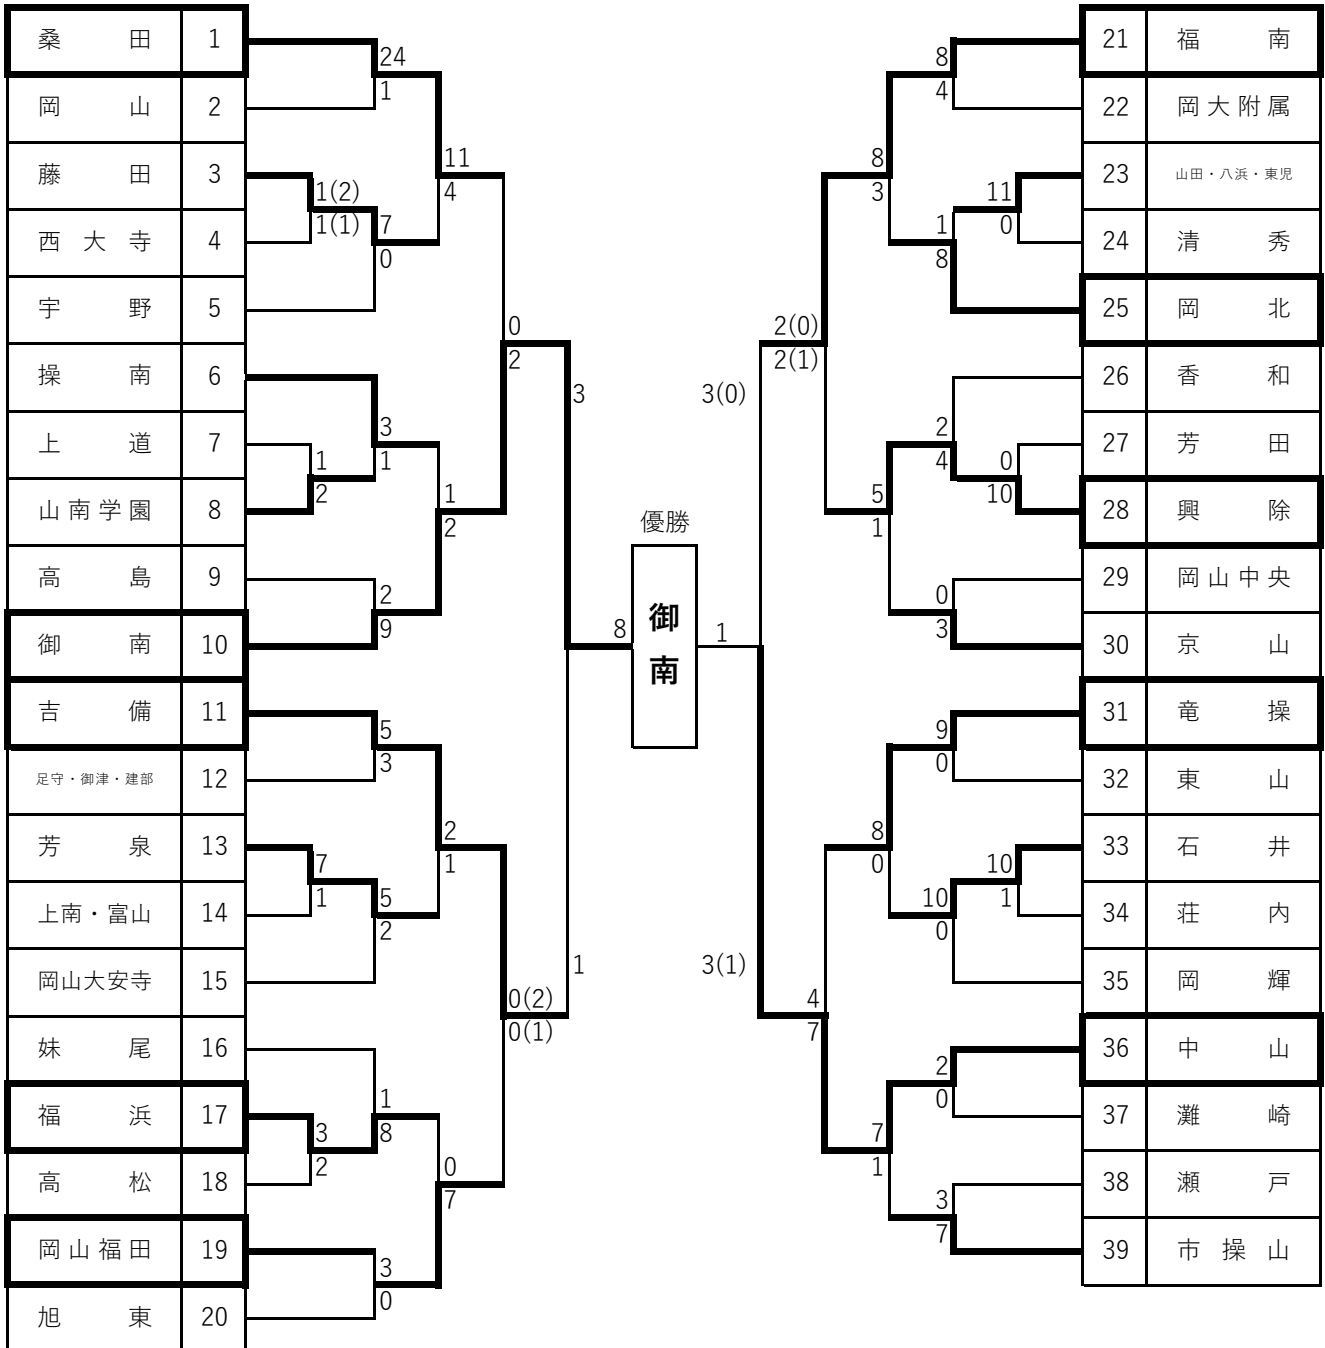 桑田 1
岡山 2
藤田 3
西大寺 4
宇野 5
操南 6
上道 7
山南学園 8
高島 9
御南 10
吉備 11
足守・御津・建部 12
芳泉 13
上南・富山 14
岡山大安寺 15
妹尾 16
福浜 17
高松 18
岡山福田 19
旭東 20
24
1
1(2)
1(1)
7
0
11
4
3
1
1
2
2
9
1
2
0
2
3
5
3
7
1
5
2
2
1
3
2
1
8
3
0
0
7
0(2)
0(1)
1
8
優勝
御
南
1
3(0)
3(1)
2(0)
2(1)
8
3
8
4
11
0
1
8
2
4
0
10
5
1
0
3
9
0
10
1
10
0
8
0
4
7
2
0
7
1
3
7
21 福南
22 岡大附属
23 山田・八浜・東児
24 清秀
25 岡北
26 香和
27 芳田
28 興除
29 岡山中央
30 京山
31 竜操
32 東山
33 石井
34 荘内
35 岡輝
36 中山
37 灘崎
38 瀬戸
39 市操山